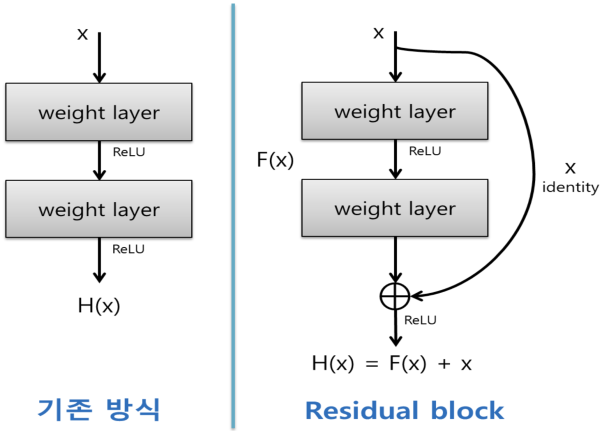 x
weight layer
ReLU
weight layer
ReLU
H(x)
기존 방식
x
weight layer
ReLU
F(x)
weight layer
x
identity
ReLU
H(x) = F(x) + x
Residual block